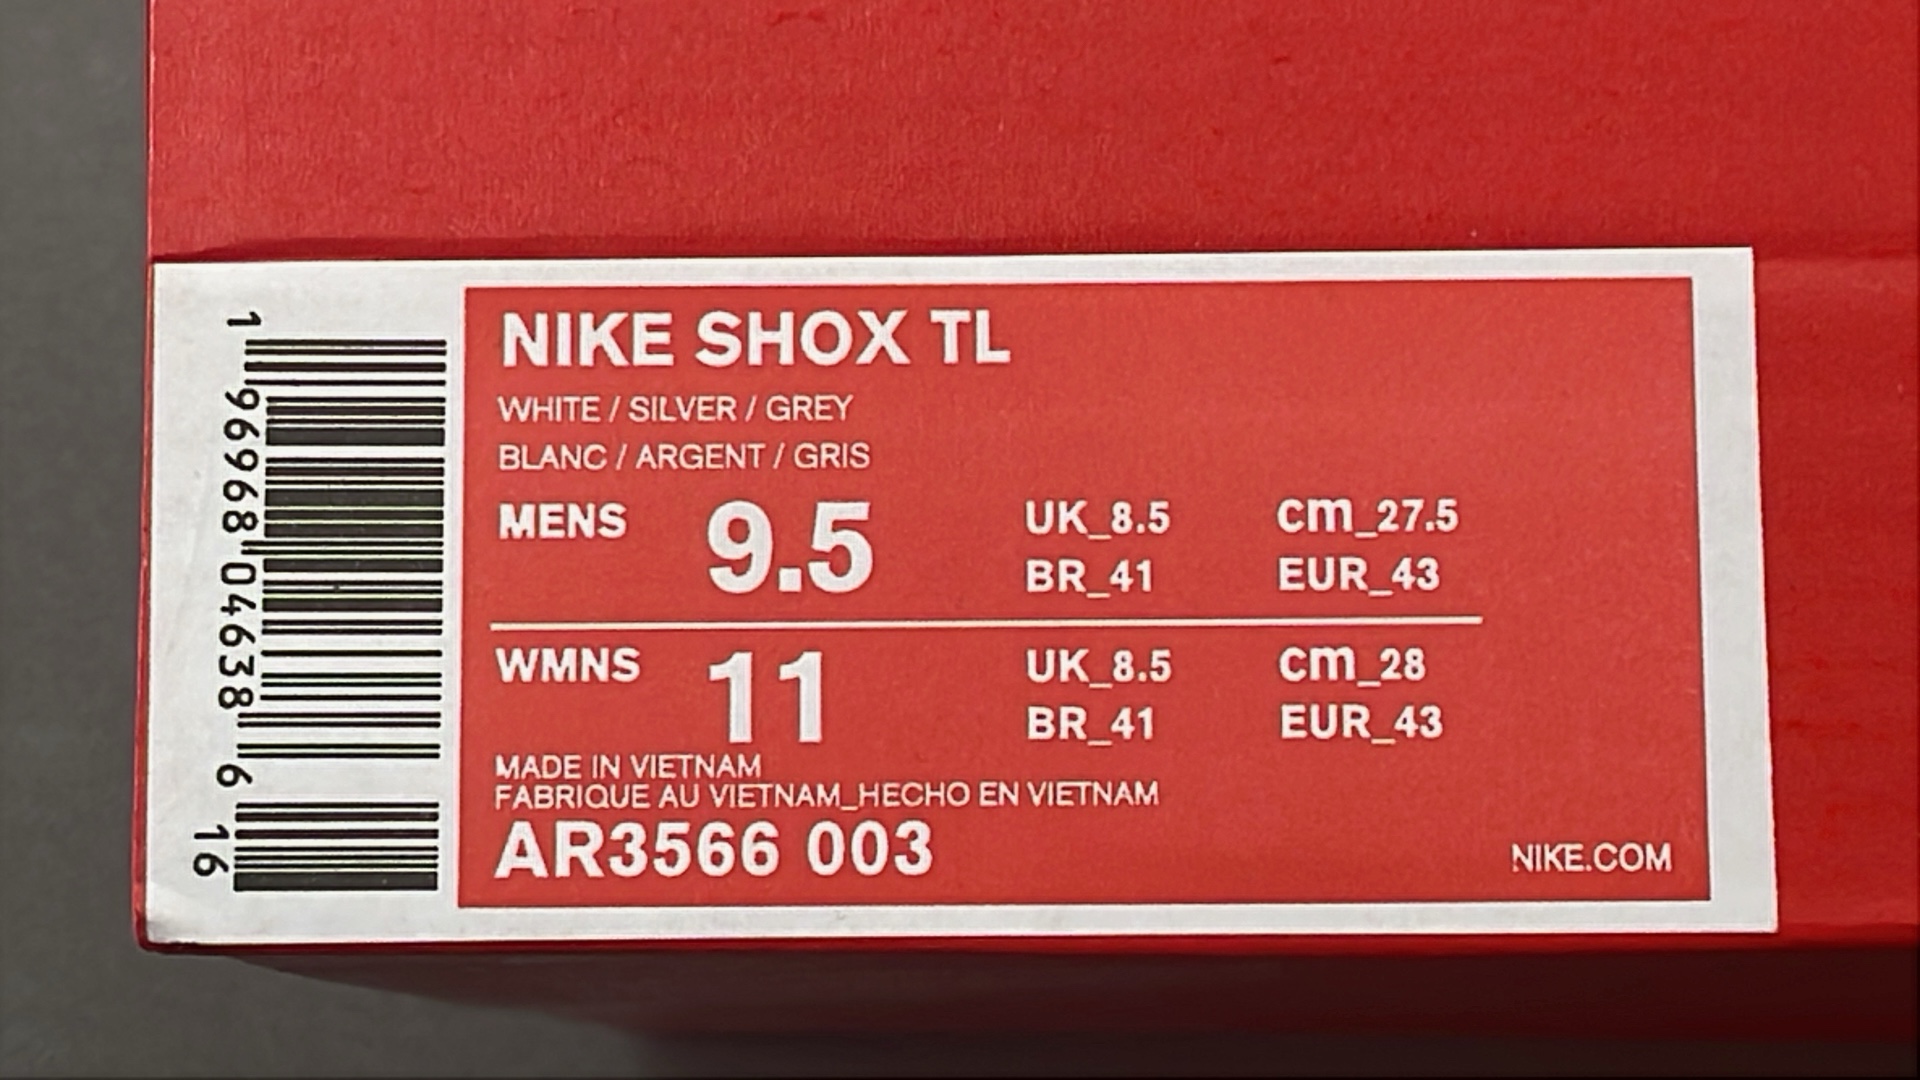 1 96968 04638 6 16
NIKE SHOX TL
WHITE / SILVER / GREY
BLANC / ARGENT / GRIS
MENS 9.5 UK_8.5 cm_27.5
BR_41 EUR_43
WMNS 11 UK_8.5 cm_28
BR_41 EUR_43
MADE IN VIETNAM
FABRIQUE AU VIETNAM_HECHO EN VIETNAM
AR3566 003
NIKE.COM